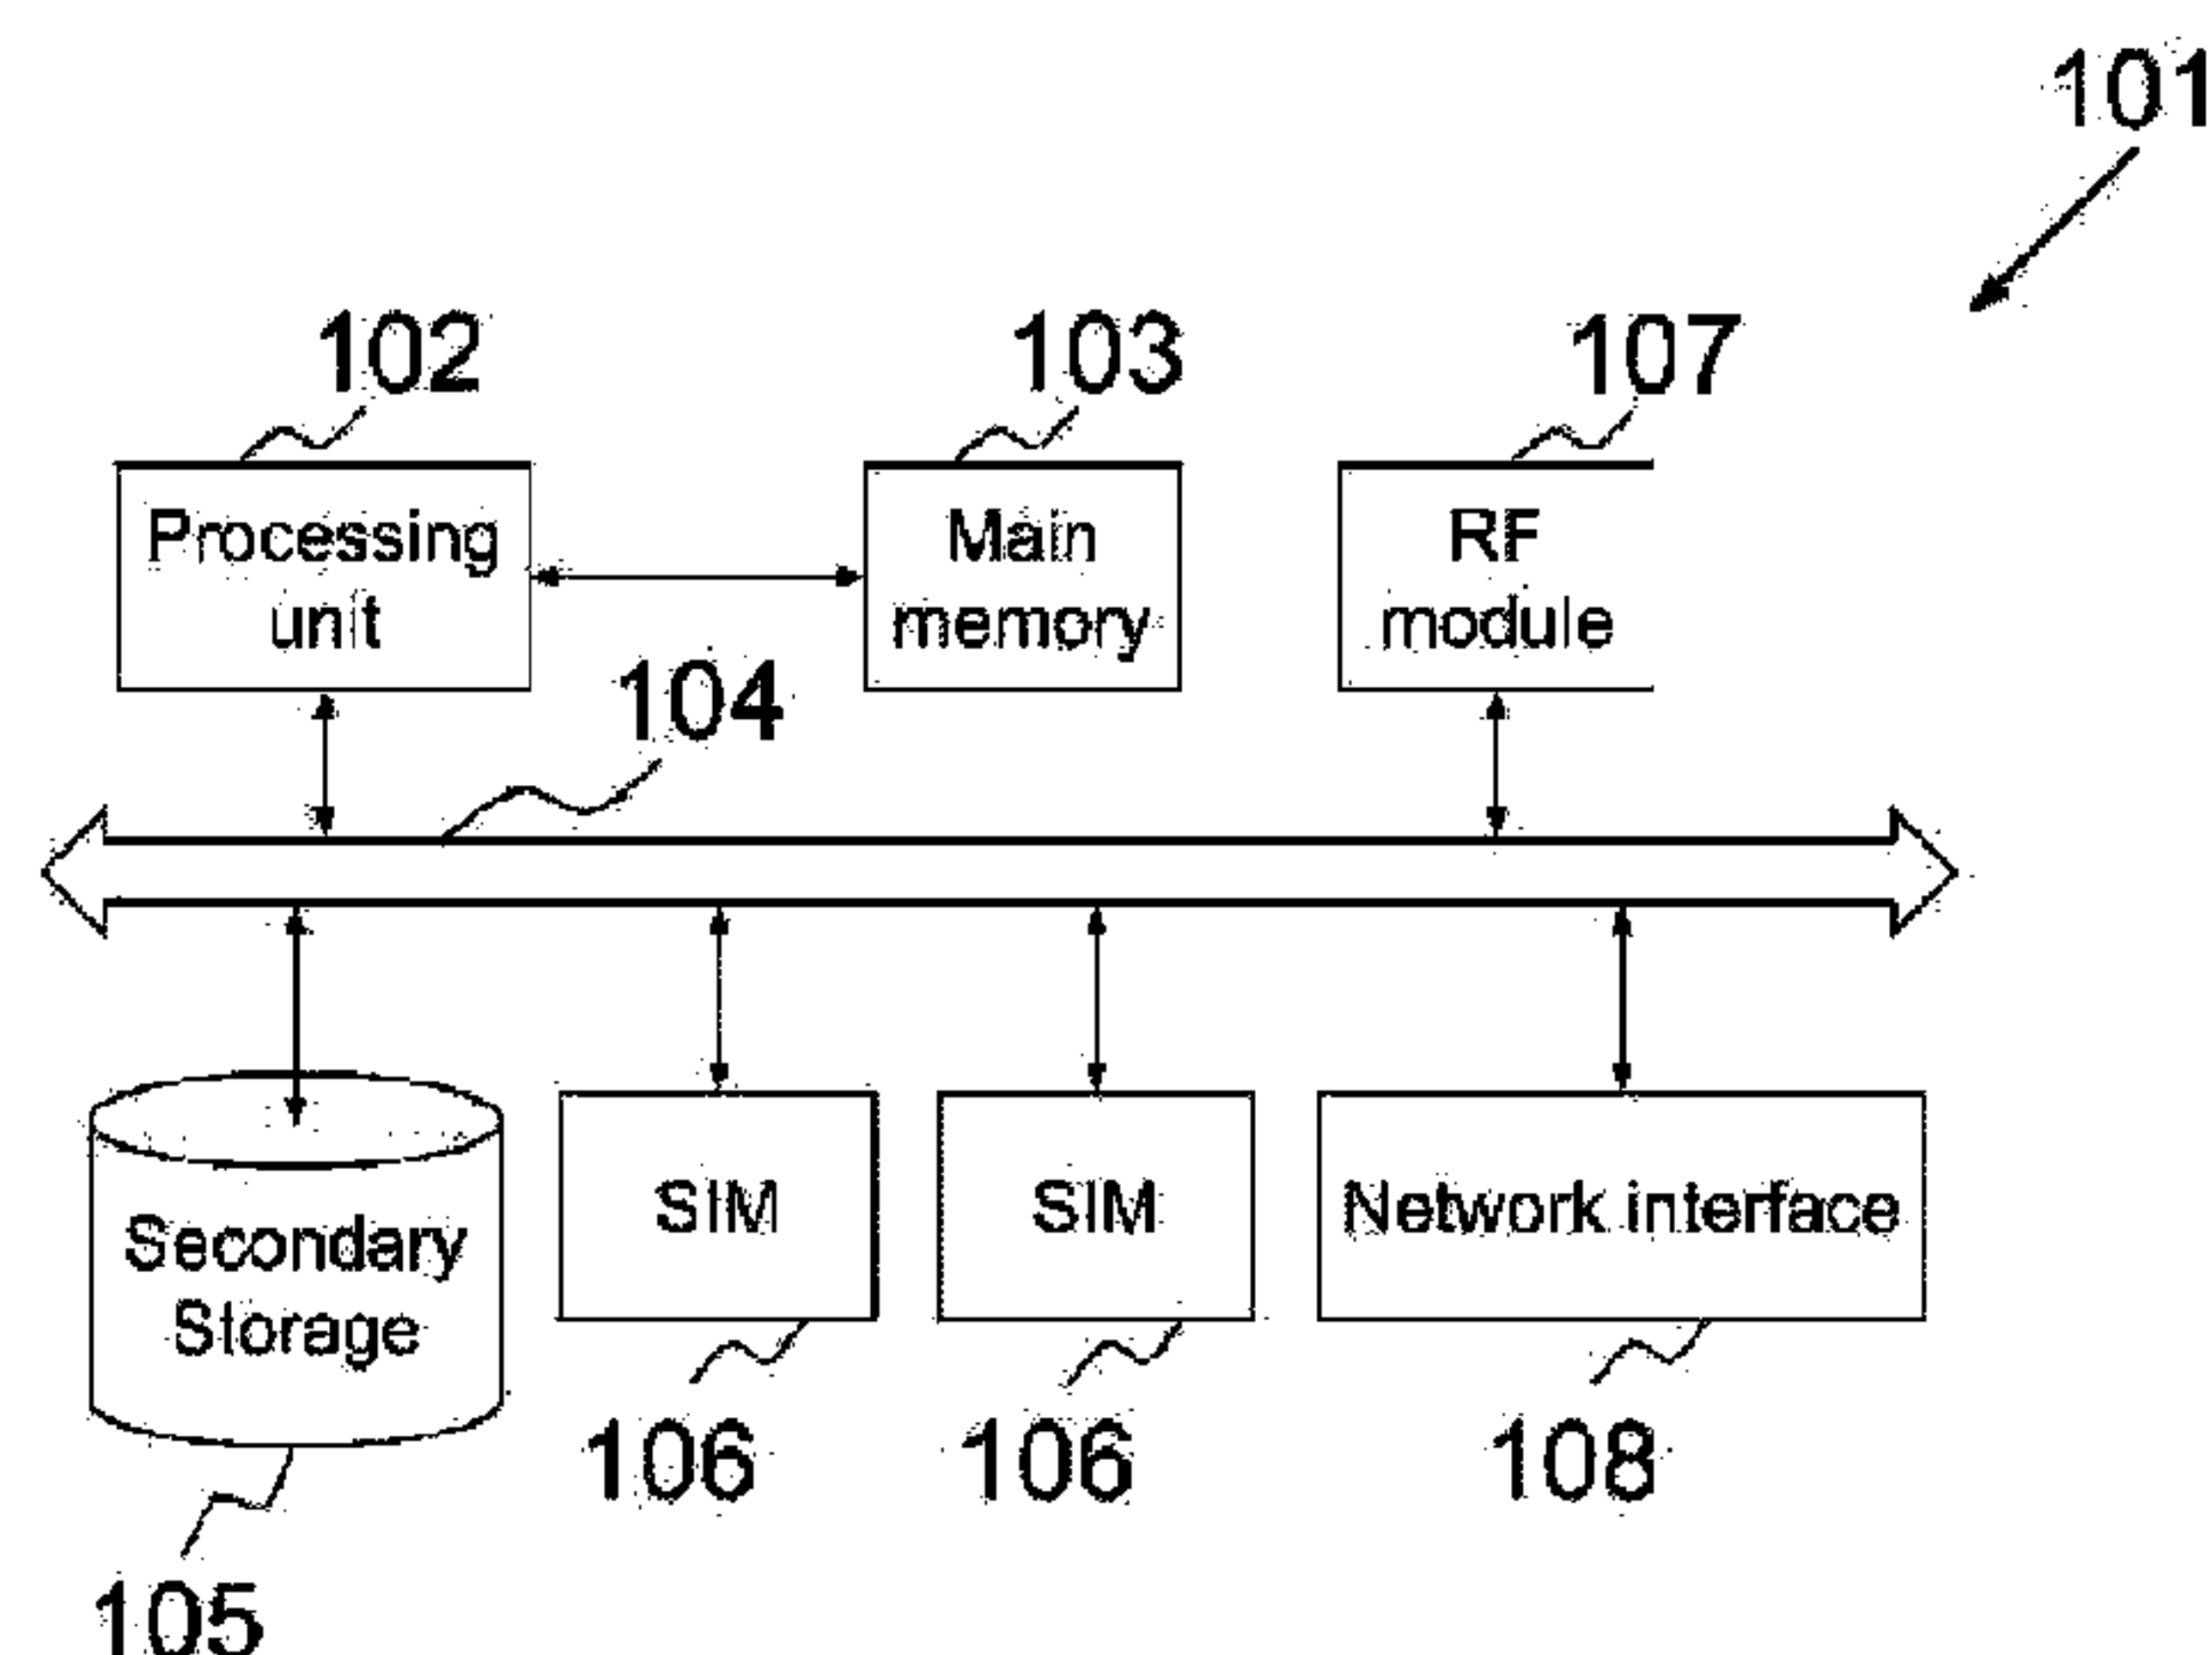 101
102
103
107
Processing
unit
Main
memory
RF
module
104
Secondary
Storage
SIM
SIM
Network interface
106
106
108
105